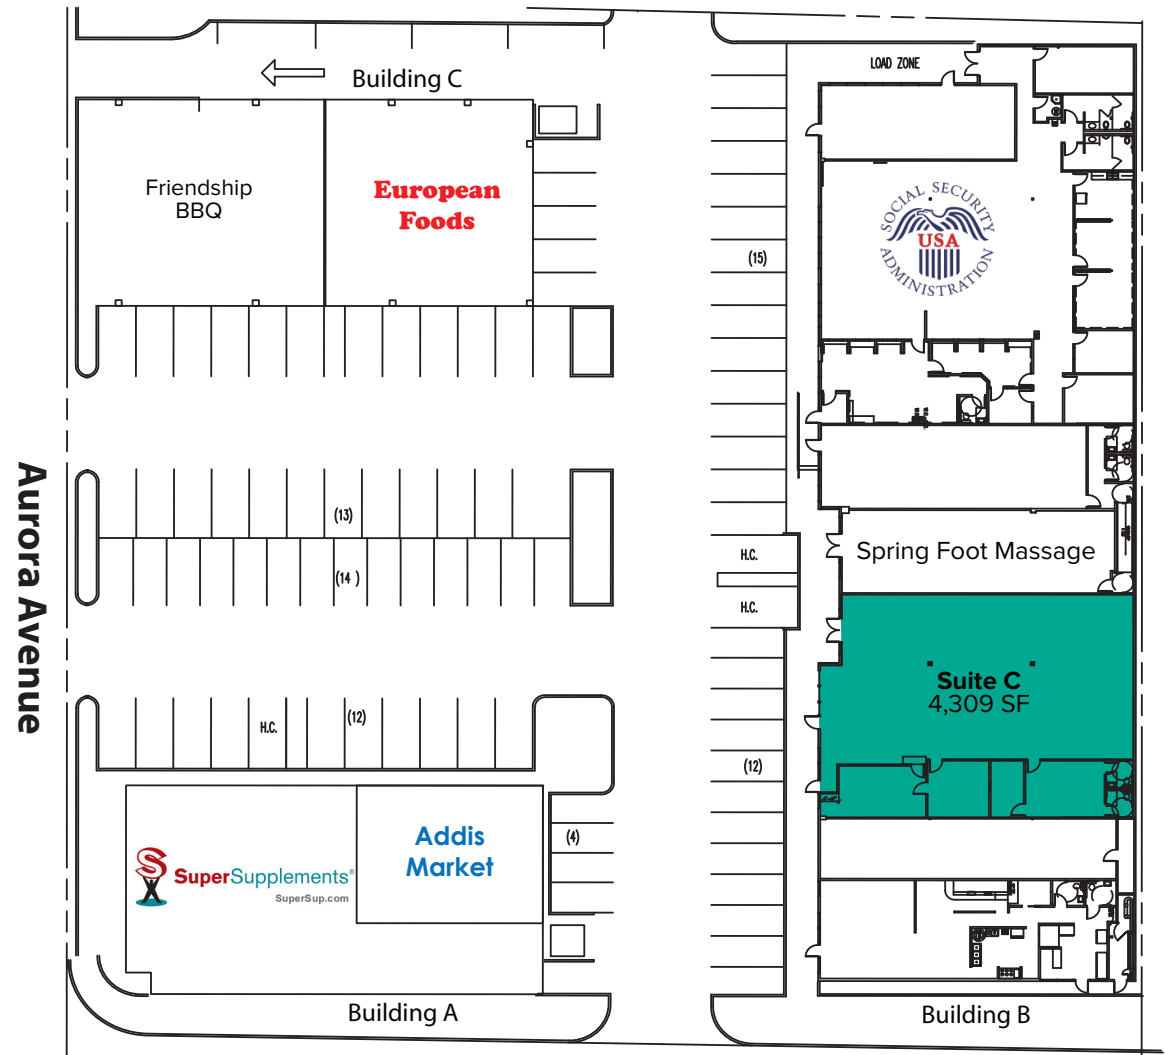 Building C
LOAD ZONE
Friendship
BBQ
European
Foods
SOCIAL SECURITY
USA
ADMINISTRATION
(15)
Aurora Avenue
(13)
(14 )
H.C.
H.C.
Spring Foot Massage
Suite C
4,309 SF
H.C.
(12)
(12)
Addis
Market
(4)
S
SuperSupplements®
SuperSup.com
Building A
Building B